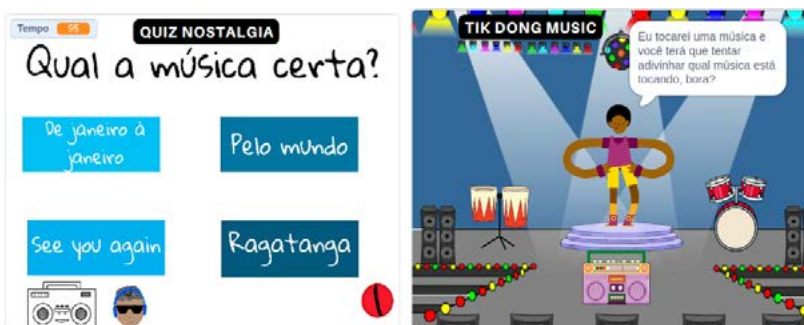 Tempo 95
QUIZ NOSTALGIA
Qual a música certa?
De janeiro à
janeiro
Pelo mundo
See you again
Ragatanga
TIK DONG MUSIC
Eu tocarei uma música e
você terá que tentar
adivinhar qual música está
tocando, bora?